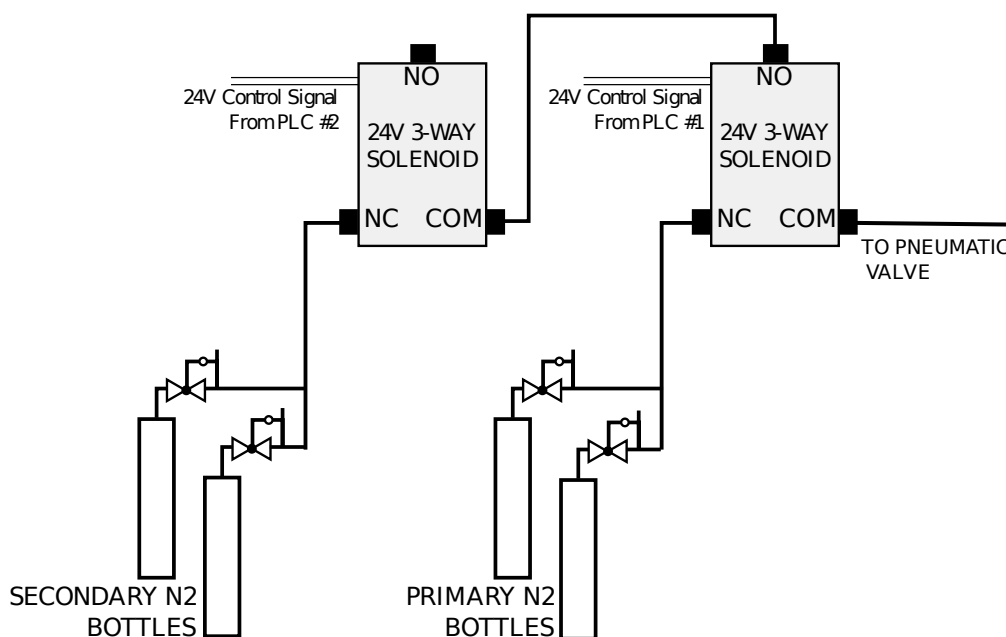 NO
24V Control Signal
From PLC #2
24V 3-WAY
SOLENOID
NC
COM
NO
24V Control Signal
From PLC #1
24V 3-WAY
SOLENOID
NC
COM
TO PNEUMATIC
VALVE
SECONDARY N2
BOTTLES
PRIMARY N2
BOTTLES